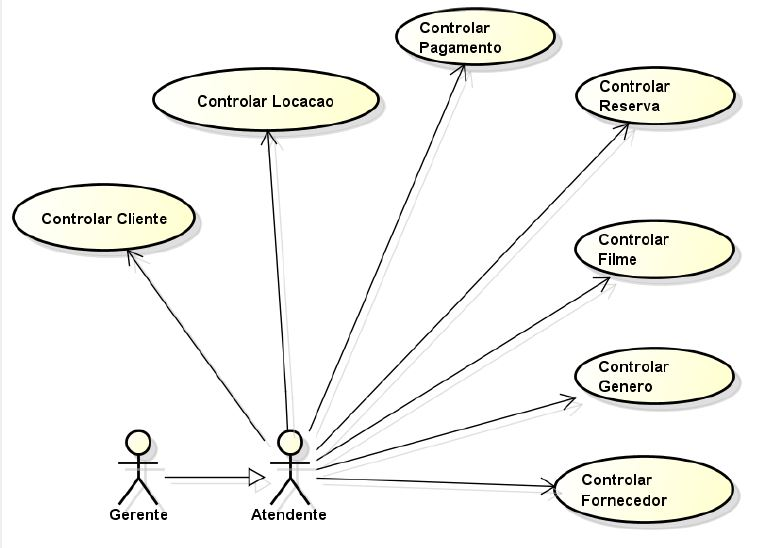 Controlar
Pagamento
Controlar Locacao
Controlar
Reserva
Controlar Cliente
Controlar
Filme
Controlar
Genero
Controlar
Fornecedor
Gerente
Atendente